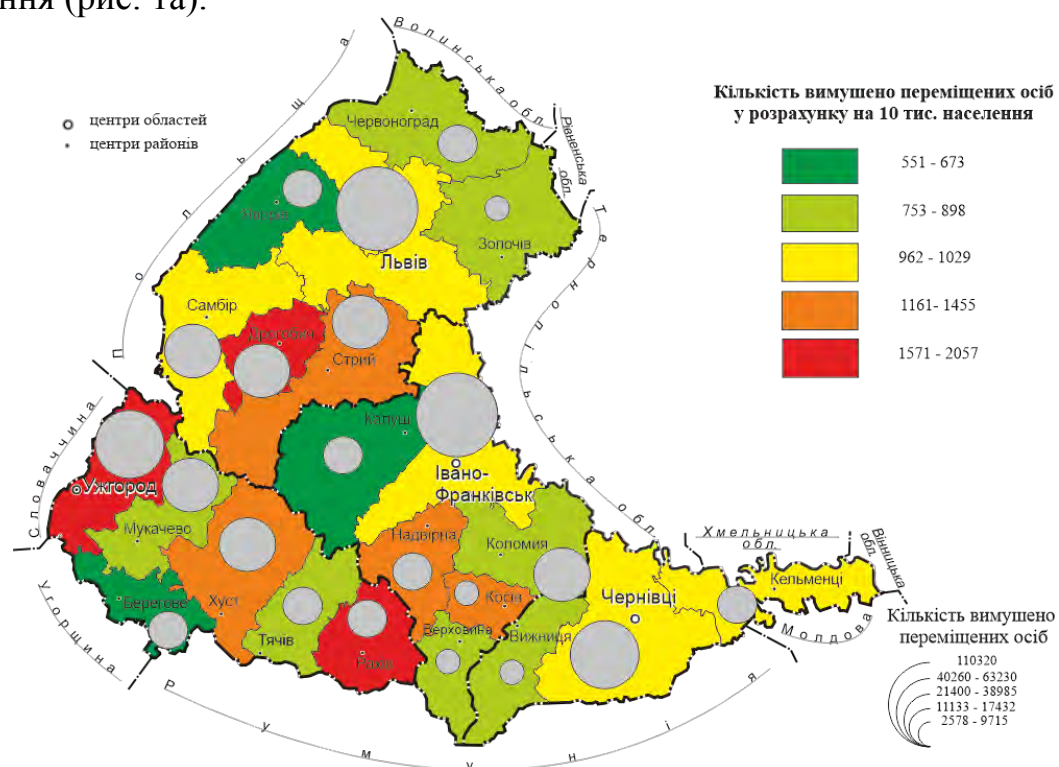 ння (рис. 1а).
центри областей
центри районів
Кількість вимушено переміщених осіб
у розрахунку на 10 тис. населення
551 - 673
753 - 898
962 - 1029
1161 - 1455
1571 - 2057
Польща
Волинська обл.
Рівненська
обл.
Тернопільська обл.
Хмельницька
обл.
Вінницька
обл.
Молдова
Румунія
Угорщина
Словаччина
Червоноград
Яворів
Золочів
Львів
Самбір
Дрогобич
Стрий
Калуш
Івано-
Франківськ
Ужгород
Мукачево
Надвірна
Коломия
Берегове
Хуст
Косів
Чернівці
Кельменці
Тячів
Рахів
Верховина
Вижниця
Кількість вимушено
переміщених осіб
110320
40260 - 63230
21400 - 38985
11133 - 17432
2578 - 9715